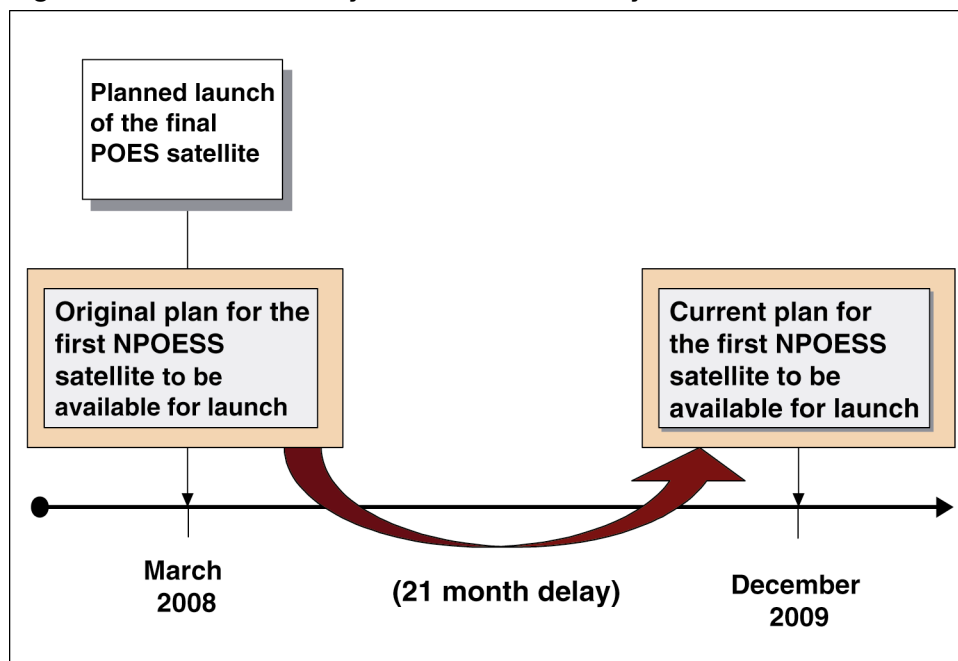 Planned launch
of the final
POES satellite
Original plan for the
first NPOESS
satellite to be
available for launch
Current plan for
the first NPOESS
satellite to be
available for launch
March
2008
(21 month delay)
December
2009